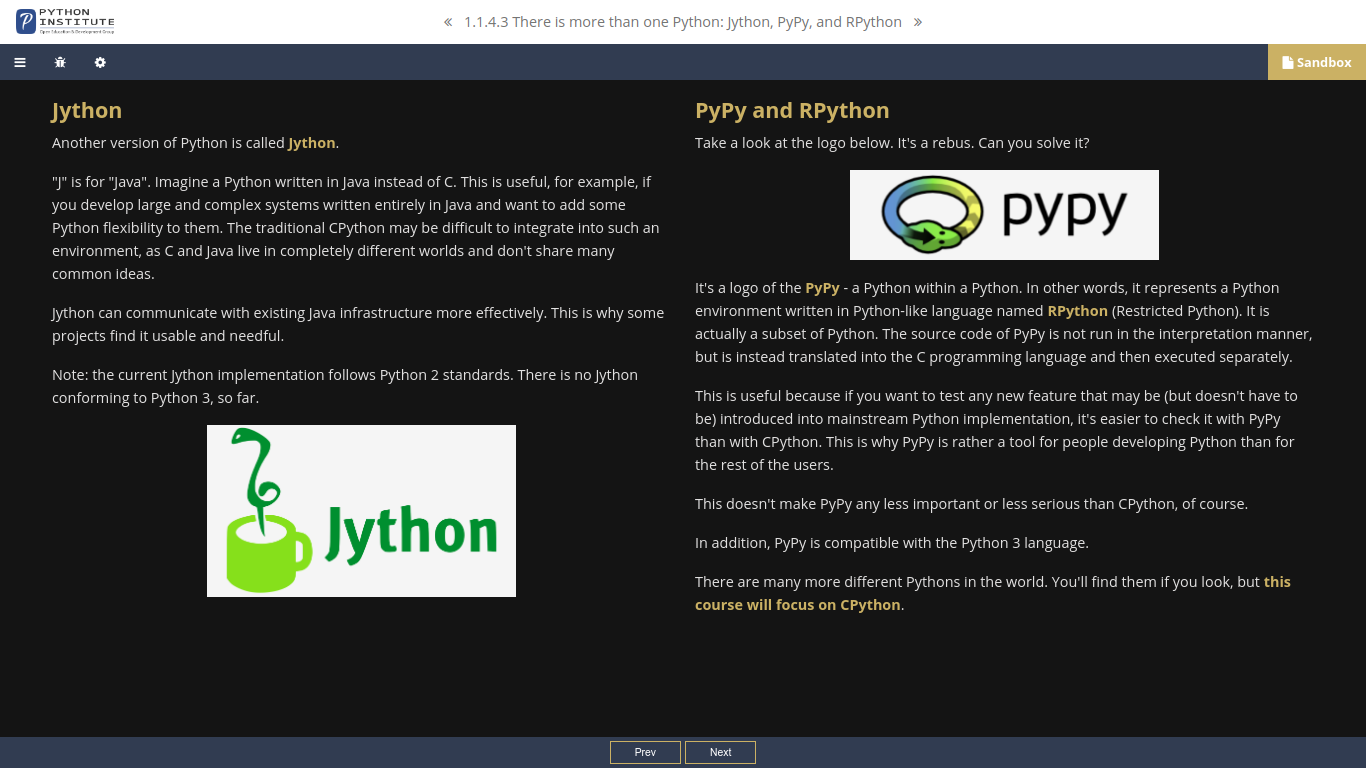 PYTHON
INSTITUTE
Open Education & Development Group
« 1.1.4.3 There is more than one Python: Jython, PyPy, and RPython »
Sandbox
Jython
Another version of Python is called Jython.
"J" is for "Java". Imagine a Python written in Java instead of C. This is useful, for example, if
you develop large and complex systems written entirely in Java and want to add some
Python flexibility to them. The traditional CPython may be difficult to integrate into such an
environment, as C and Java live in completely different worlds and don't share many
common ideas.
Jython can communicate with existing Java infrastructure more effectively. This is why some
projects find it usable and needful.
Note: the current Jython implementation follows Python 2 standards. There is no Jython
conforming to Python 3, so far.
Jython
PyPy and RPython
Take a look at the logo below. It's a rebus. Can you solve it?
pypy
It's a logo of the PyPy - a Python within a Python. In other words, it represents a Python
environment written in Python-like language named RPython (Restricted Python). It is
actually a subset of Python. The source code of PyPy is not run in the interpretation manner,
but is instead translated into the C programming language and then executed separately.
This is useful because if you want to test any new feature that may be (but doesn't have to
be) introduced into mainstream Python implementation, it's easier to check it with PyPy
than with CPython. This is why PyPy is rather a tool for people developing Python than for
the rest of the users.
This doesn't make PyPy any less important or less serious than CPython, of course.
In addition, PyPy is compatible with the Python 3 language.
There are many more different Pythons in the world. You'll find them if you look, but this
course will focus on CPython.
Prev
Next